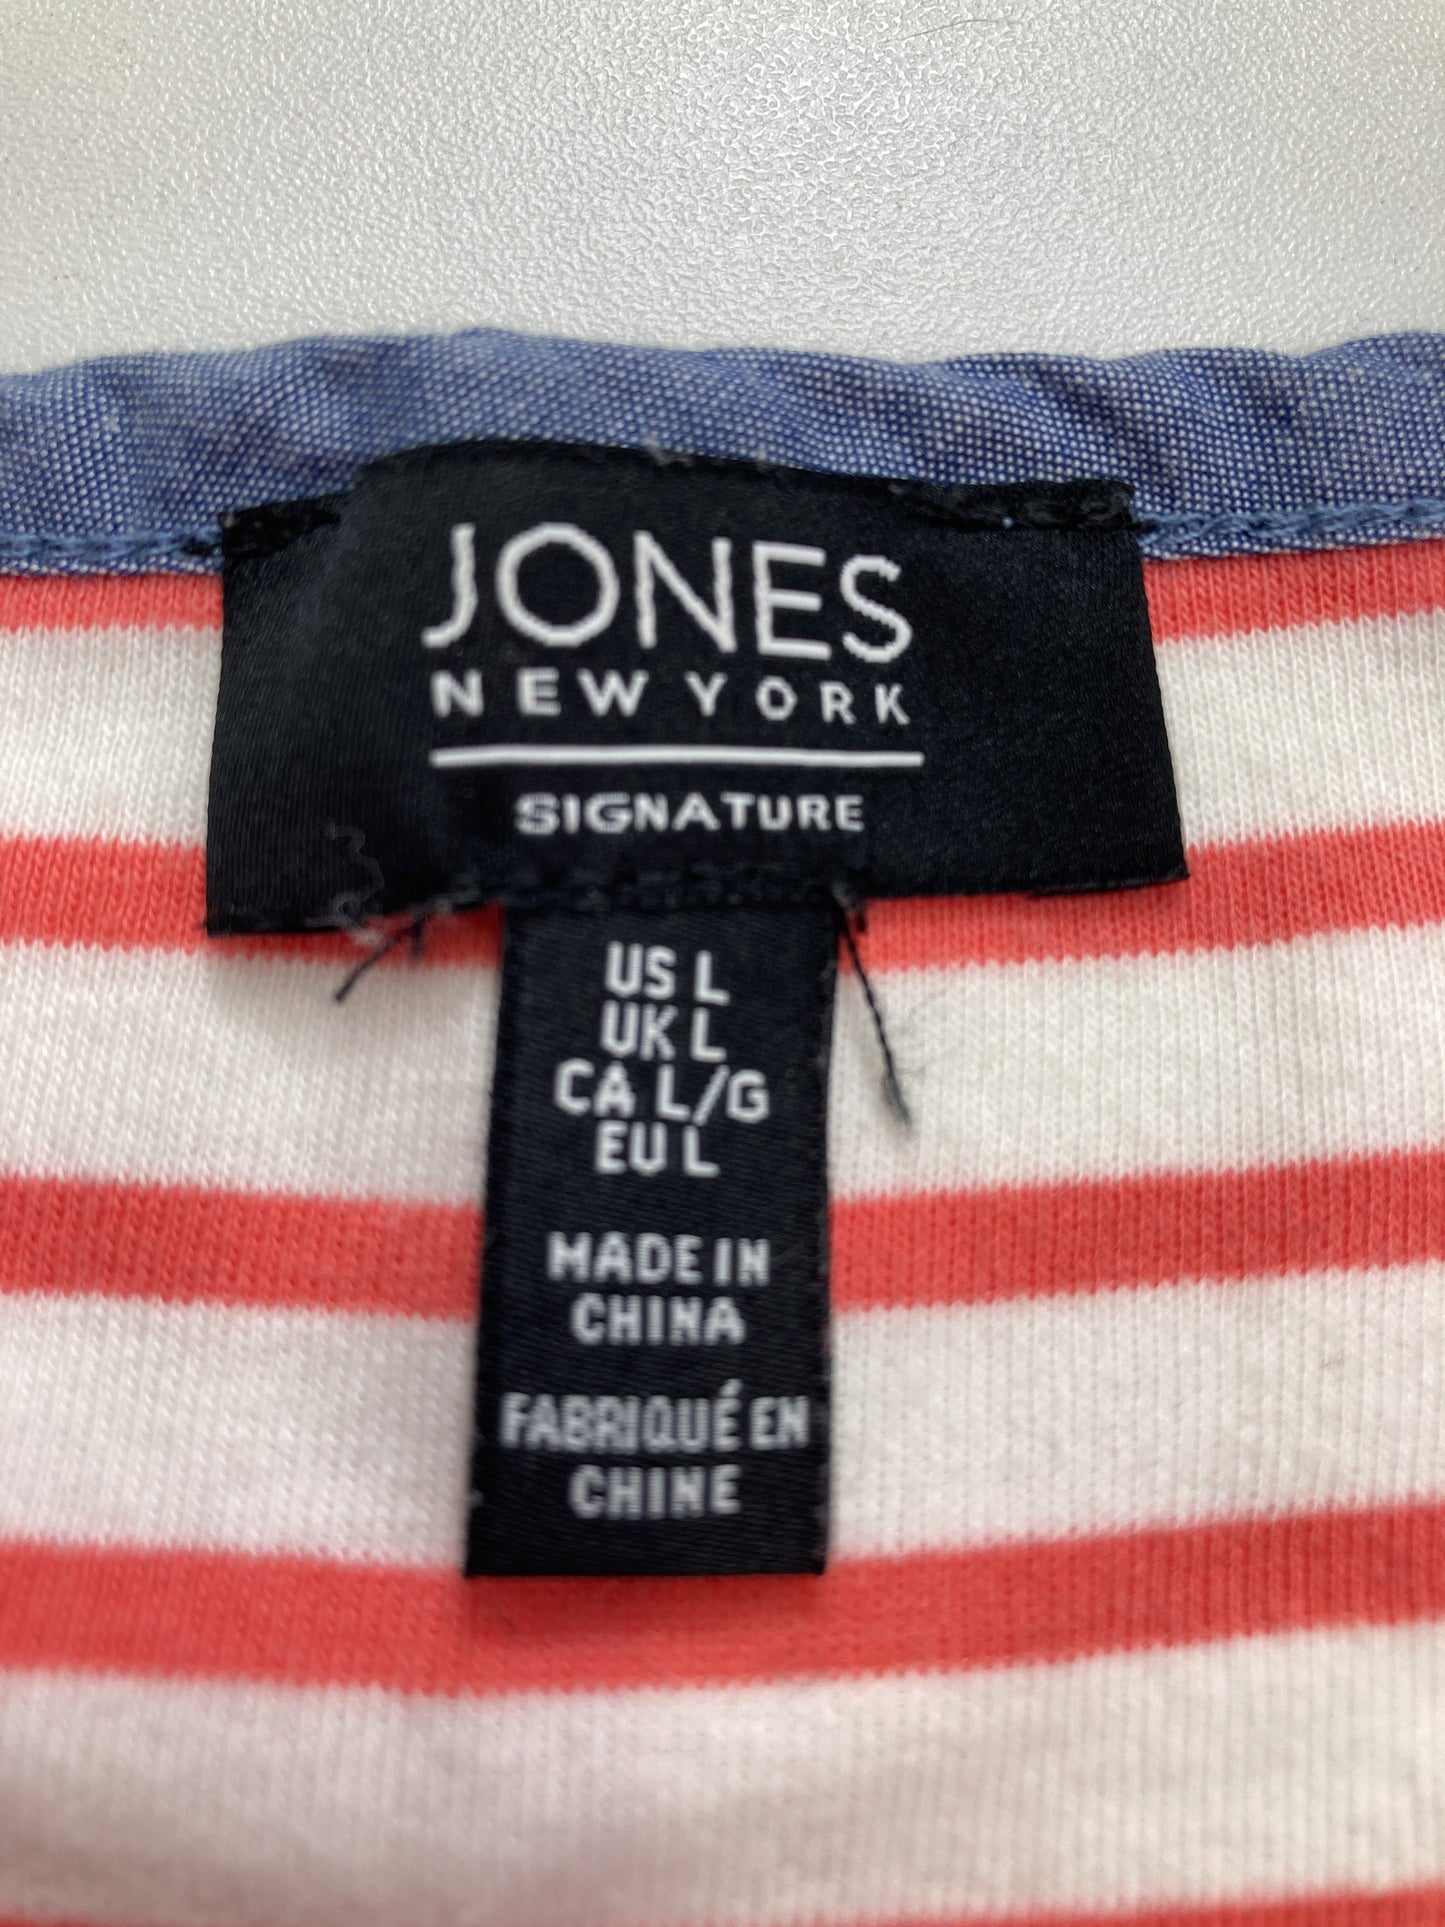 JONES
NEW YORK
SIGNATURE
US L
UK L
CA L/G
EU L
MADE IN
CHINA
FABRIQUÉ EN
CHINE